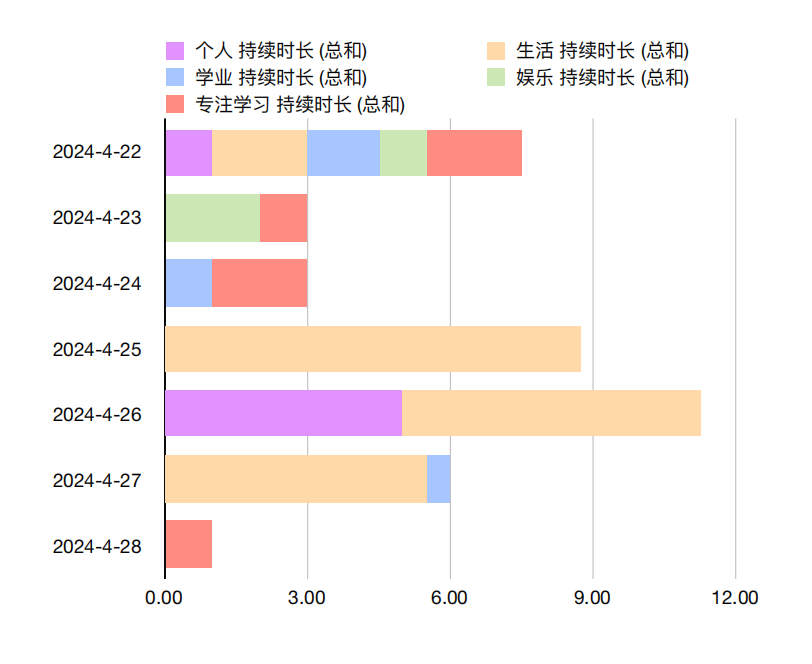 个人 持续时长 (总和)
生活 持续时长 (总和)
学业 持续时长 (总和)
娱乐 持续时长 (总和)
专注学习 持续时长 (总和)
2024-4-22
2024-4-23
2024-4-24
2024-4-25
2024-4-26
2024-4-27
2024-4-28
0.00 3.00 6.00 9.00 12.00